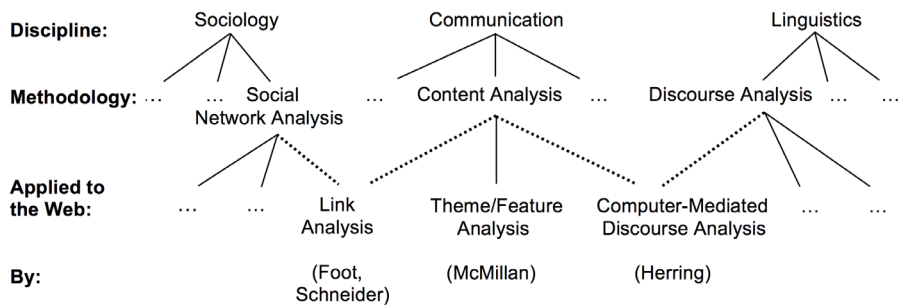 Discipline: Sociology Communication Linguistics
Methodology: ... ... Social Network Analysis ... Content Analysis ... Discourse Analysis ... ...
Applied to the Web: ... ... Link Analysis Theme/Feature Analysis Computer-Mediated Discourse Analysis ... ...
By: (Foot, Schneider) (McMillan) (Herring)